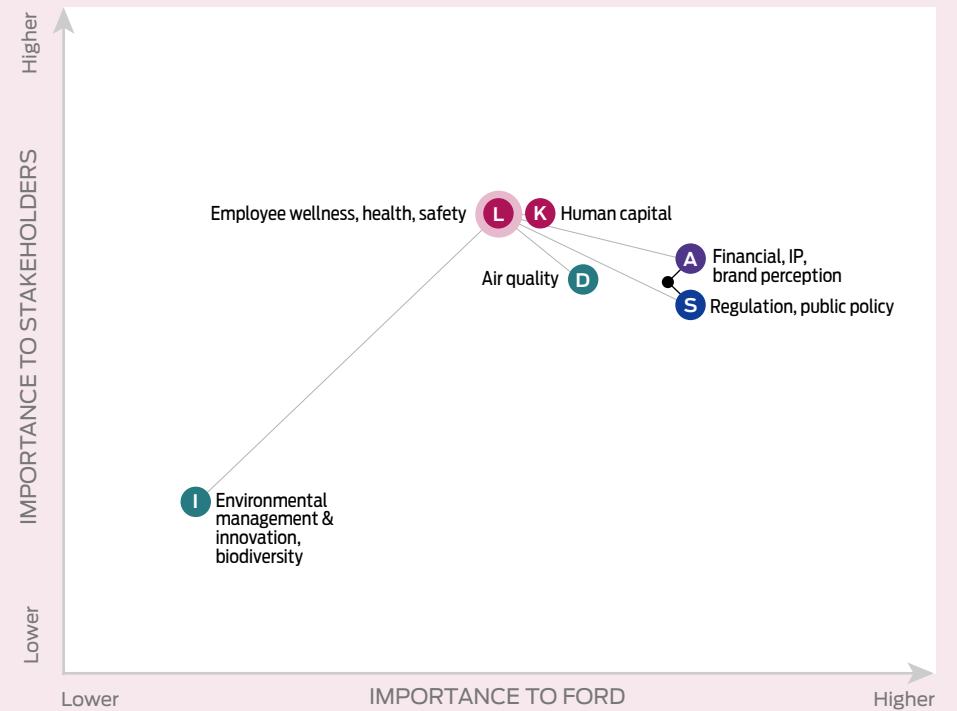 Higher
IMPORTANCE TO STAKEHOLDERS
Lower
Employee wellness, health, safety
L
K
Human capital
A
Financial, IP,
brand perception
Air quality
D
S
Regulation, public policy
I
Environmental
management &
innovation,
biodiversity
Lower
IMPORTANCE TO FORD
Higher